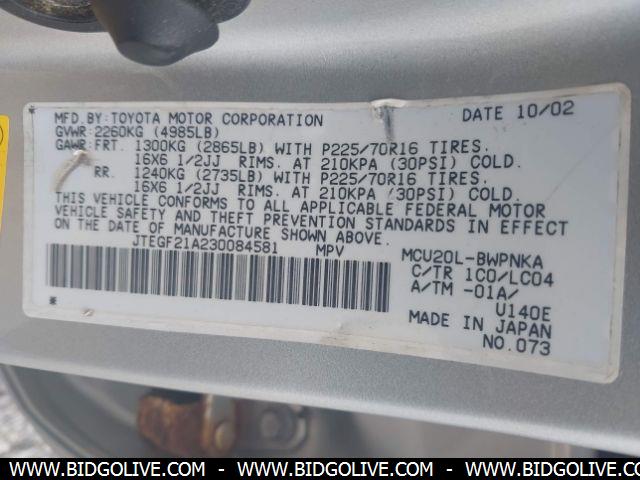 MFD.BY:TOYOTA MOTOR CORPORATION DATE 10/02
GVWR:2260KG (4985LB)
GAWR:FRT. 1300KG (2865LB) WITH P225/70R16 TIRES.
16X6 1/2JJ RIMS. AT 210KPA (30PSI) COLD.
RR. 1240KG (2735LB) WITH P225/70R16 TIRES.
16X6 1/2JJ RIMS. AT 210KPA (30PSI) COLD.
THIS VEHICLE CONFORMS TO ALL APPLICABLE FEDERAL MOTOR
VEHICLE SAFETY AND THEFT PREVENTION STANDARDS IN EFFECT
ON THE DATE OF MANUFACTURE SHOWN ABOVE.
JTEGF21A230084581 MPV
MCU20L-BWPNKA
C/TR 1C0/LC04
A/TM -01A/
U140E
MADE IN JAPAN
NO.073
* *
WWW.BIDGOLIVE.COM - WWW.BIDGOLIVE.COM - WWW.BIDGOLIVE.COM